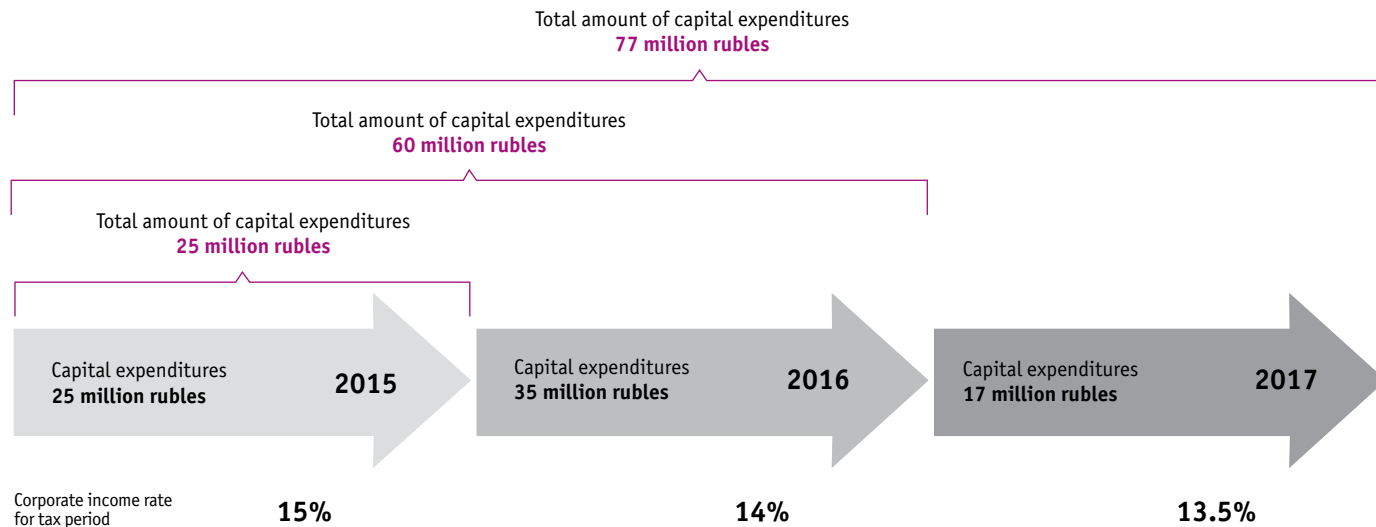 Total amount of capital expenditures
77 million rubles
Total amount of capital expenditures
60 million rubles
Total amount of capital expenditures
25 million rubles
Capital expenditures
25 million rubles
2015
Capital expenditures
35 million rubles
2016
Capital expenditures
17 million rubles
2017
Corporate income rate
for tax period
15%
14%
13.5%